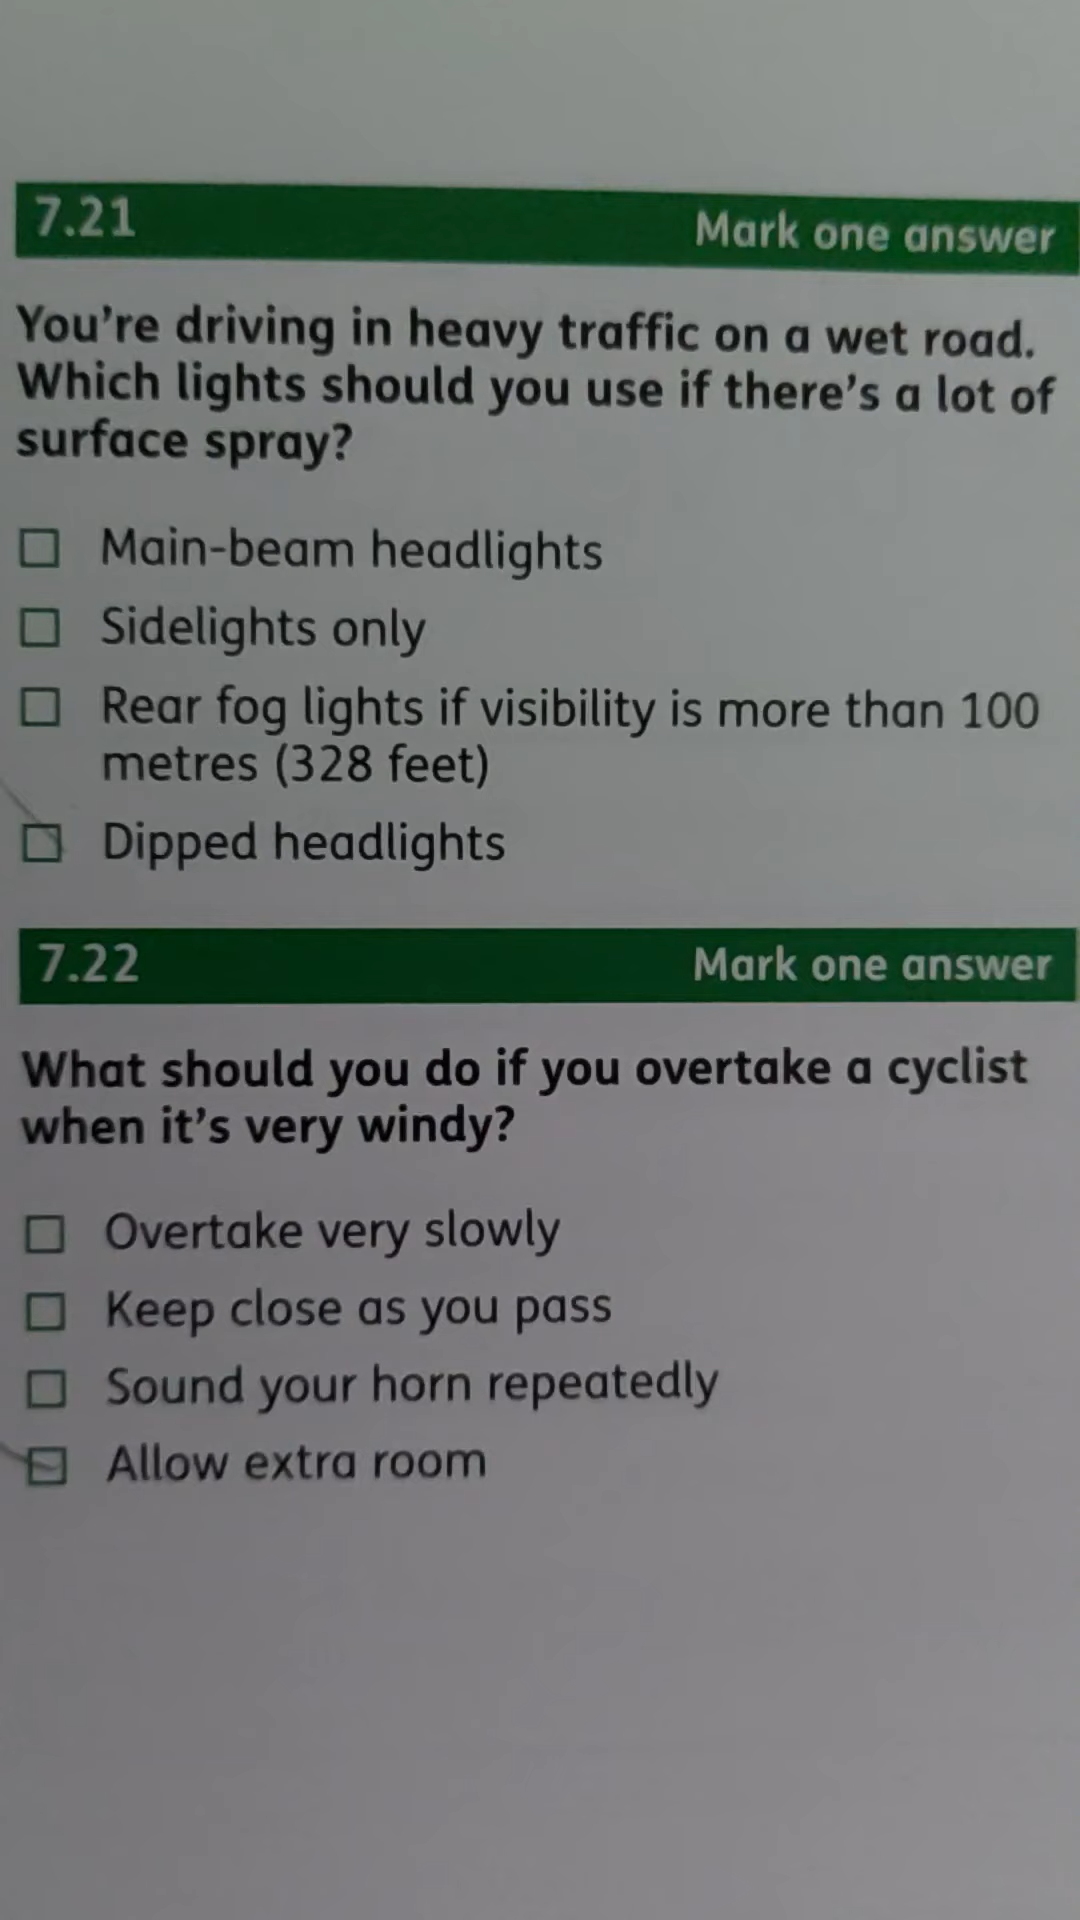 7.21 Mark one answer
You're driving in heavy traffic on a wet road.
Which lights should you use if there's a lot of
surface spray?
Main-beam headlights
Sidelights only
Rear fog lights if visibility is more than 100
metres (328 feet)
Dipped headlights
7.22 Mark one answer
What should you do if you overtake a cyclist
when it's very windy?
Overtake very slowly
Keep close as you pass
Sound your horn repeatedly
Allow extra room